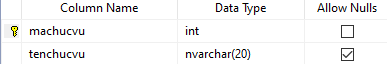 Column Name Data Type Allow Nulls
machucvu int
tenchucvu nvarchar(20)